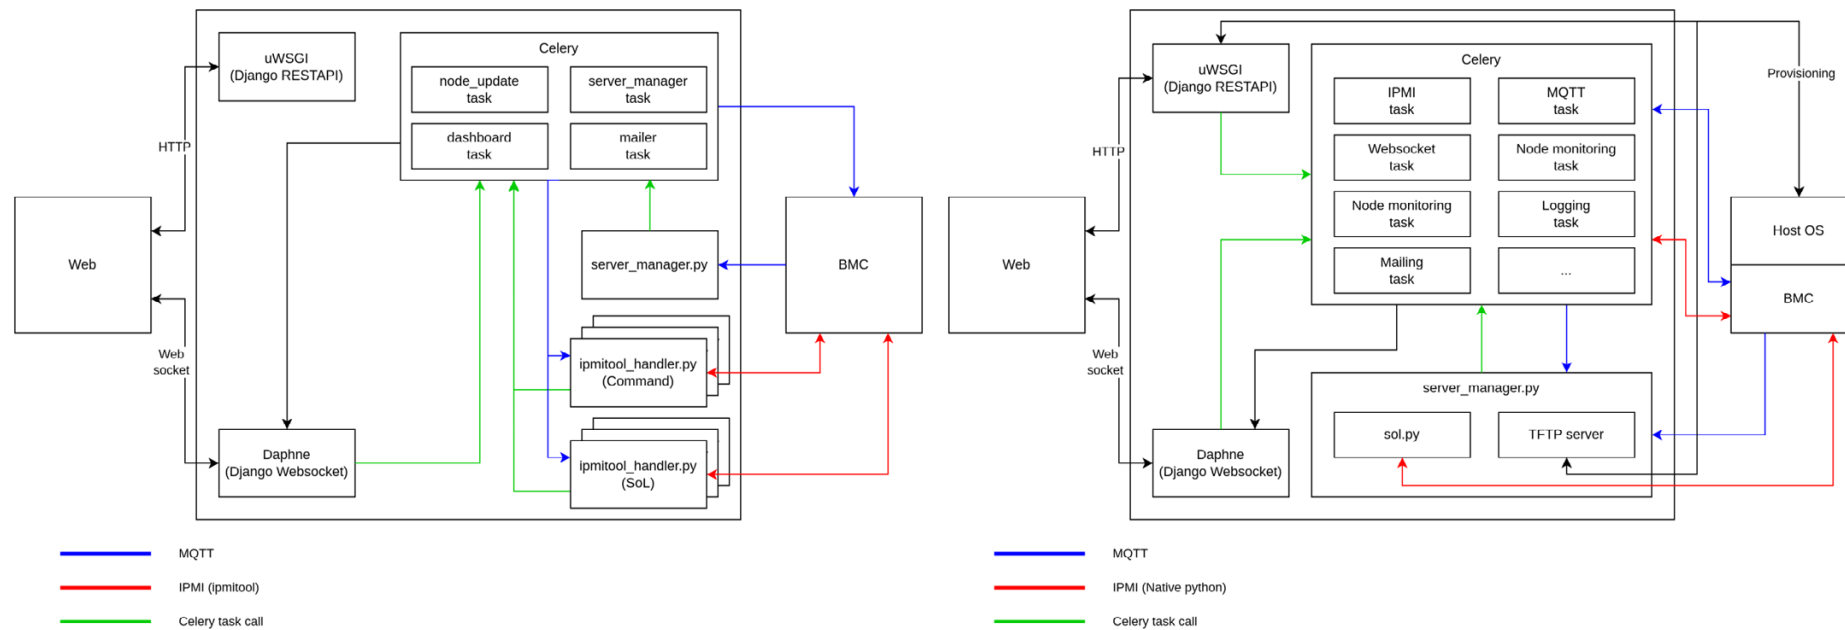 uWSGI
(Django RESTAPI)
Celery
node_update
task
server_manager
task
dashboard
task
mailer
task
HTTP
Web
server_manager.py
BMC
Web
socket
ipmitool_handler.py
(Command)
Daphne
(Django Websocket)
ipmitool_handler.py
(SoL)
MQTT
IPMI (ipmitool)
Celery task call
uWSGI
(Django RESTAPI)
Celery
IPMI
task
MQTT
task
Provisioning
HTTP
Websocket
task
Node monitoring
task
Node monitoring
task
Logging
task
Web
Host OS
Mailing
task
...
BMC
Web
socket
server_manager.py
sol.py
TFTP server
Daphne
(Django Websocket)
MQTT
IPMI (Native python)
Celery task call